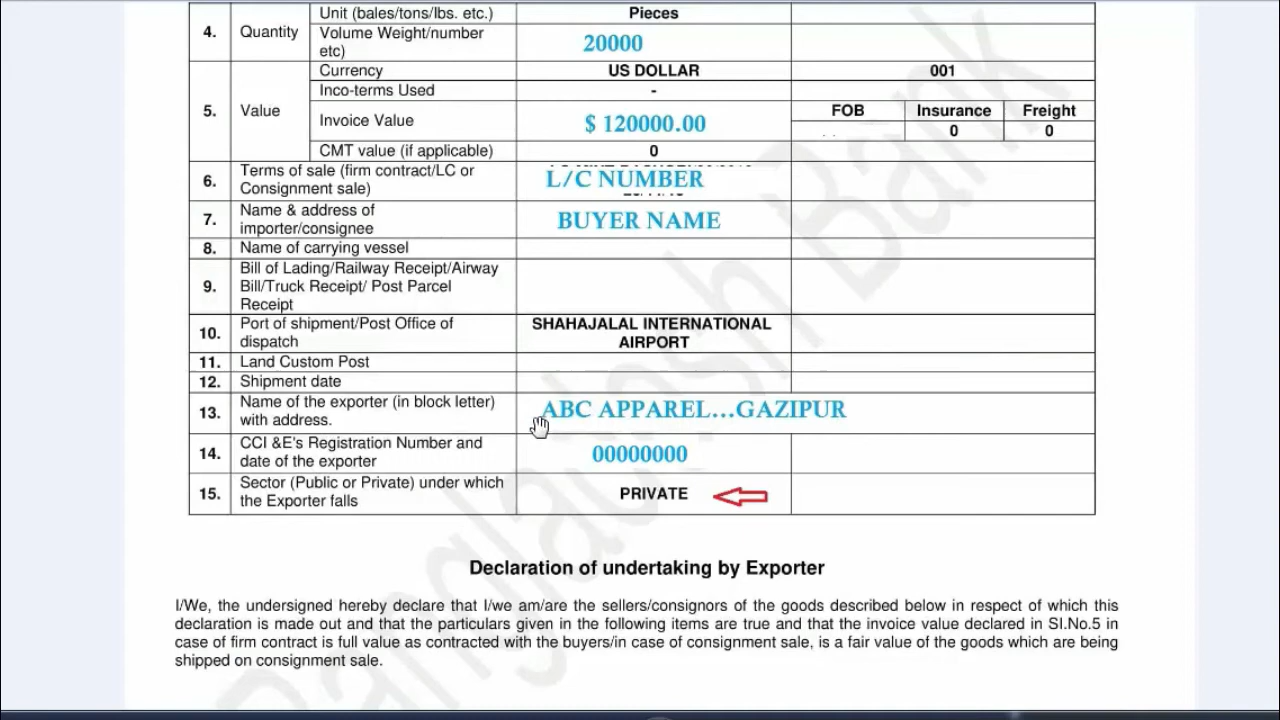 Unit (bales/tons/lbs. etc.) Pieces
4. Quantity Volume Weight/number etc) 20000
Currency US DOLLAR 001
Inco-terms Used -
5. Value Invoice Value $ 120000.00 FOB Insurance Freight
0 0
CMT value (if applicable) 0
6. Terms of sale (firm contract/LC or
Consignment sale) L/C NUMBER
7. Name & address of
importer/consignee BUYER NAME
8. Name of carrying vessel
9. Bill of Lading/Railway Receipt/Airway
Bill/Truck Receipt/ Post Parcel
Receipt
10. Port of shipment/Post Office of
dispatch SHAHAJALAL INTERNATIONAL
AIRPORT
11. Land Custom Post
12. Shipment date
13. Name of the exporter (in block letter)
with address. ABC APPAREL...GAZIPUR
14. CCI &E's Registration Number and
date of the exporter 00000000
15. Sector (Public or Private) under which
the Exporter falls PRIVATE
Declaration of undertaking by Exporter
I/We, the undersigned hereby declare that I/we am/are the sellers/consignors of the goods described below in respect of which this
declaration is made out and that the particulars given in the following items are true and that the invoice value declared in Sl.No.5 in
case of firm contract is full value as contracted with the buyers/in case of consignment sale, is a fair value of the goods which are being
shipped on consignment sale.
Bangladesh Bank